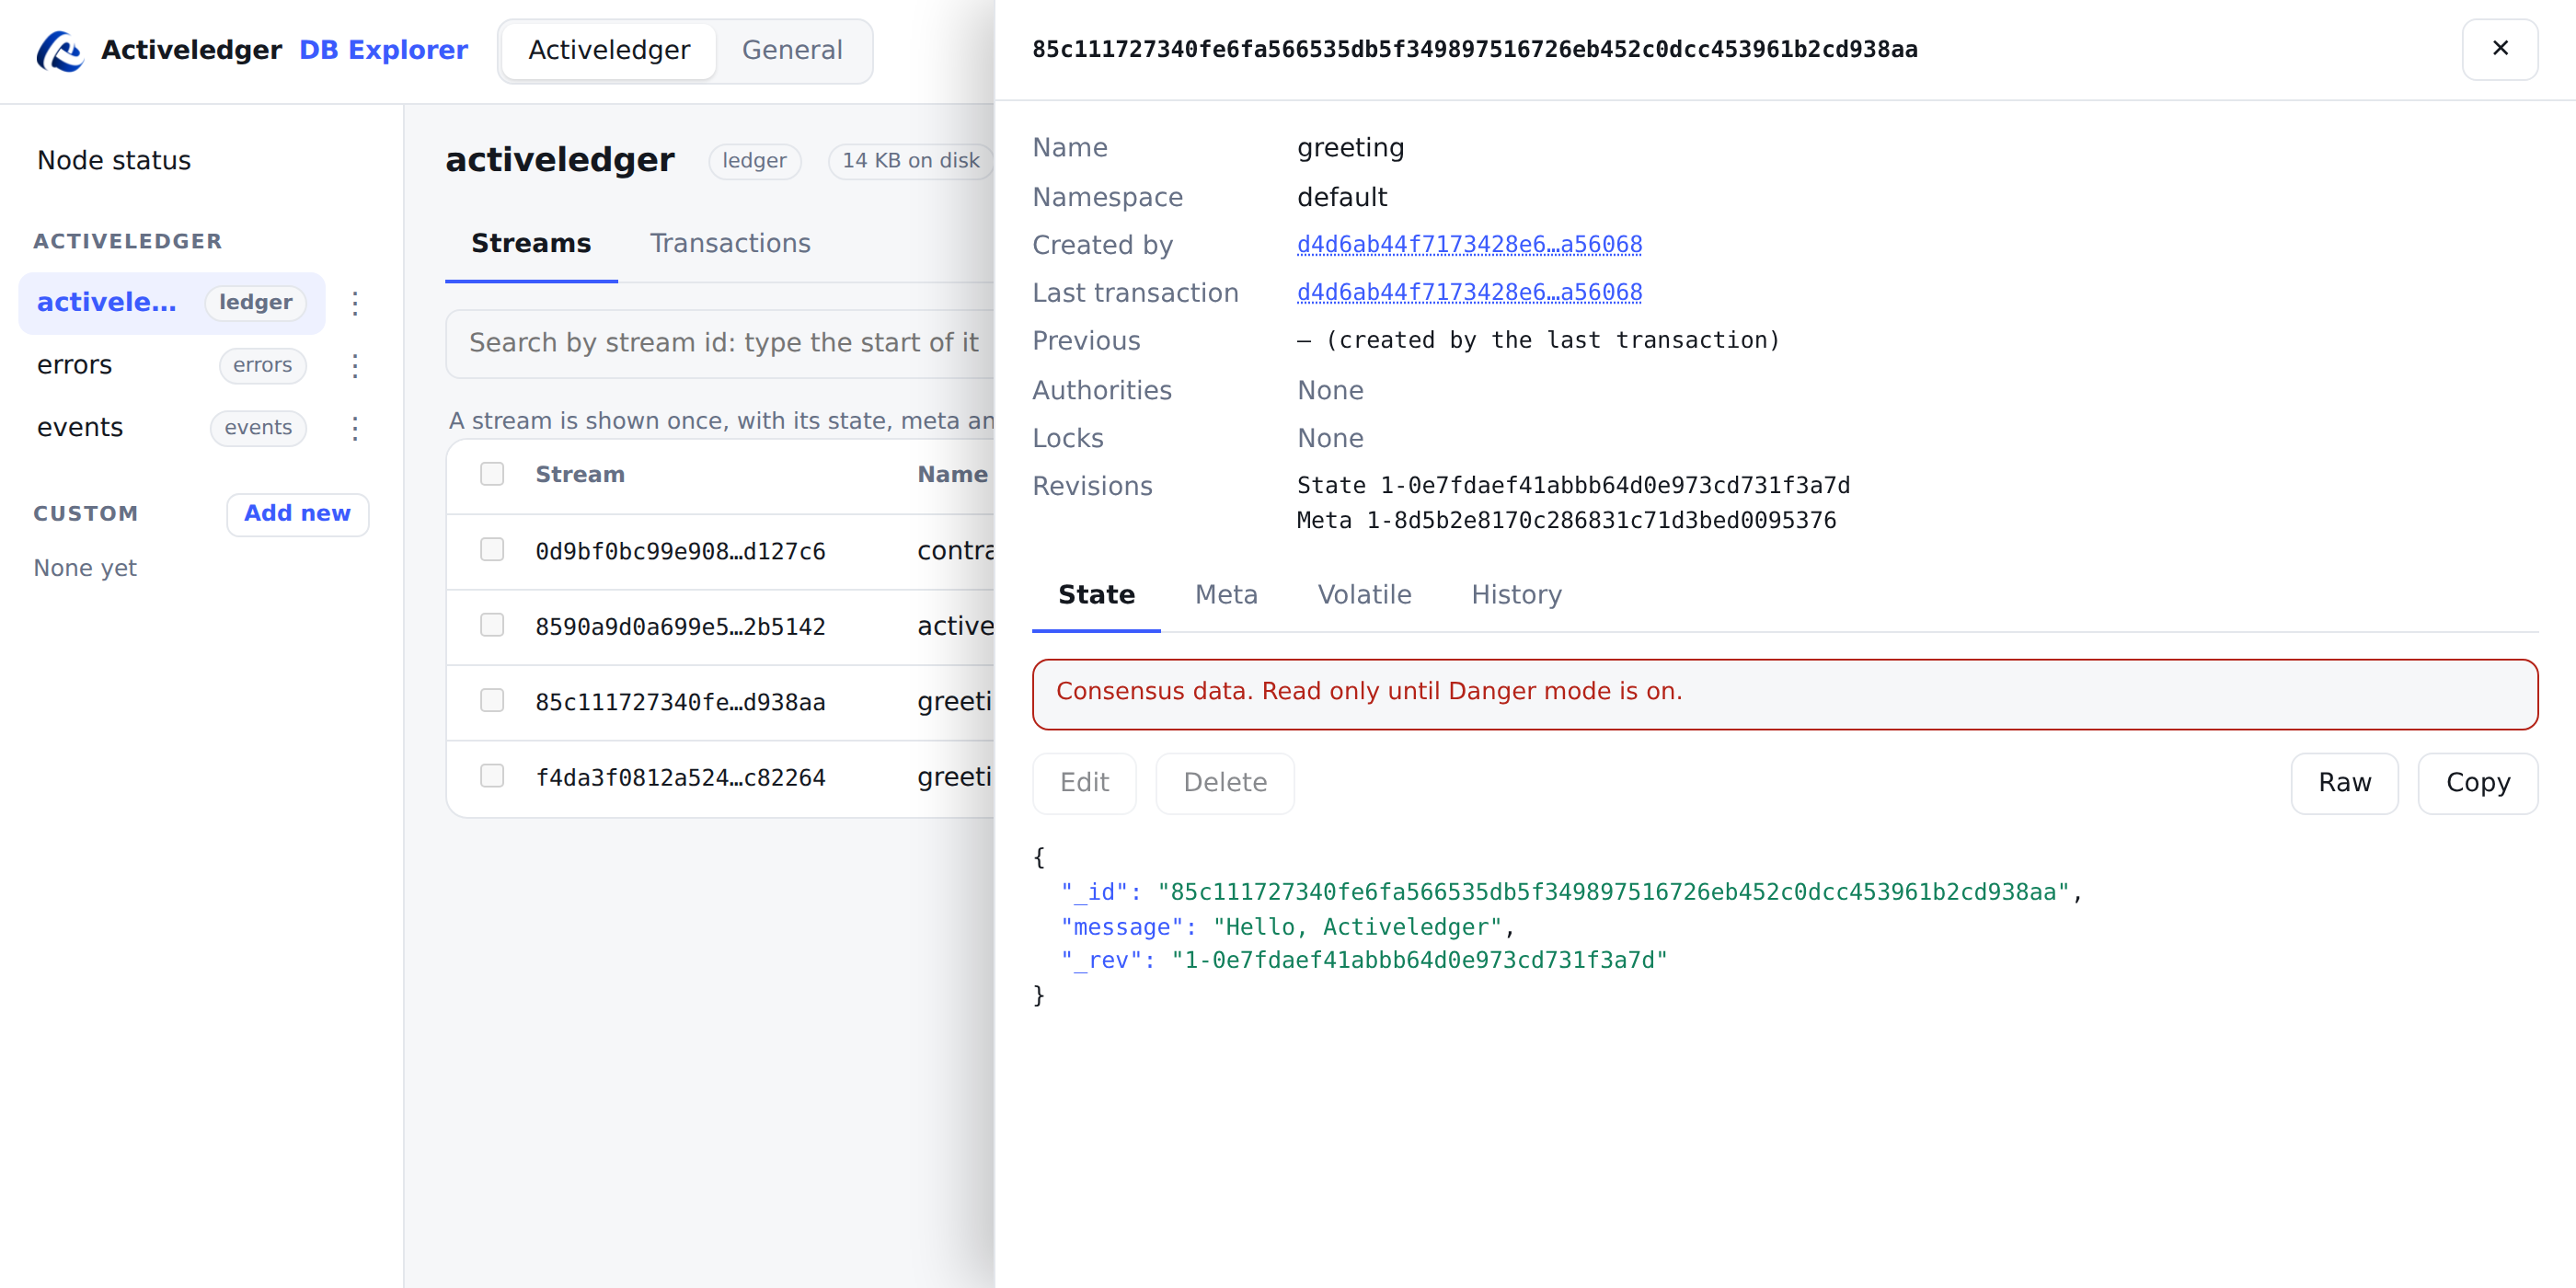 Activeledger DB Explorer
Activeledger General
Node status
ACTIVELEDGER
activele… ledger ⋮
errors errors ⋮
events events ⋮
CUSTOM Add new
None yet
activeledger ledger 14 KB on disk
Streams Transactions
Search by stream id: type the start of it
A stream is shown once, with its state, meta an
Stream Name
0d9bf0bc99e908…d127c6 contra
8590a9d0a699e5…2b5142 active
85c111727340fe…d938aa greeti
f4da3f0812a524…c82264 greeti
85c111727340fe6fa566535db5f349897516726eb452c0dcc453961b2cd938aa ✕
Name greeting
Namespace default
Created by d4d6ab44f7173428e6…a56068
Last transaction d4d6ab44f7173428e6…a56068
Previous — (created by the last transaction)
Authorities None
Locks None
Revisions State 1-0e7fdaef41abbb64d0e973cd731f3a7d
Meta 1-8d5b2e8170c286831c71d3bed0095376
State Meta Volatile History
Consensus data. Read only until Danger mode is on.
Edit Delete Raw Copy
{
"_id": "85c111727340fe6fa566535db5f349897516726eb452c0dcc453961b2cd938aa",
"message": "Hello, Activeledger",
"_rev": "1-0e7fdaef41abbb64d0e973cd731f3a7d"
}